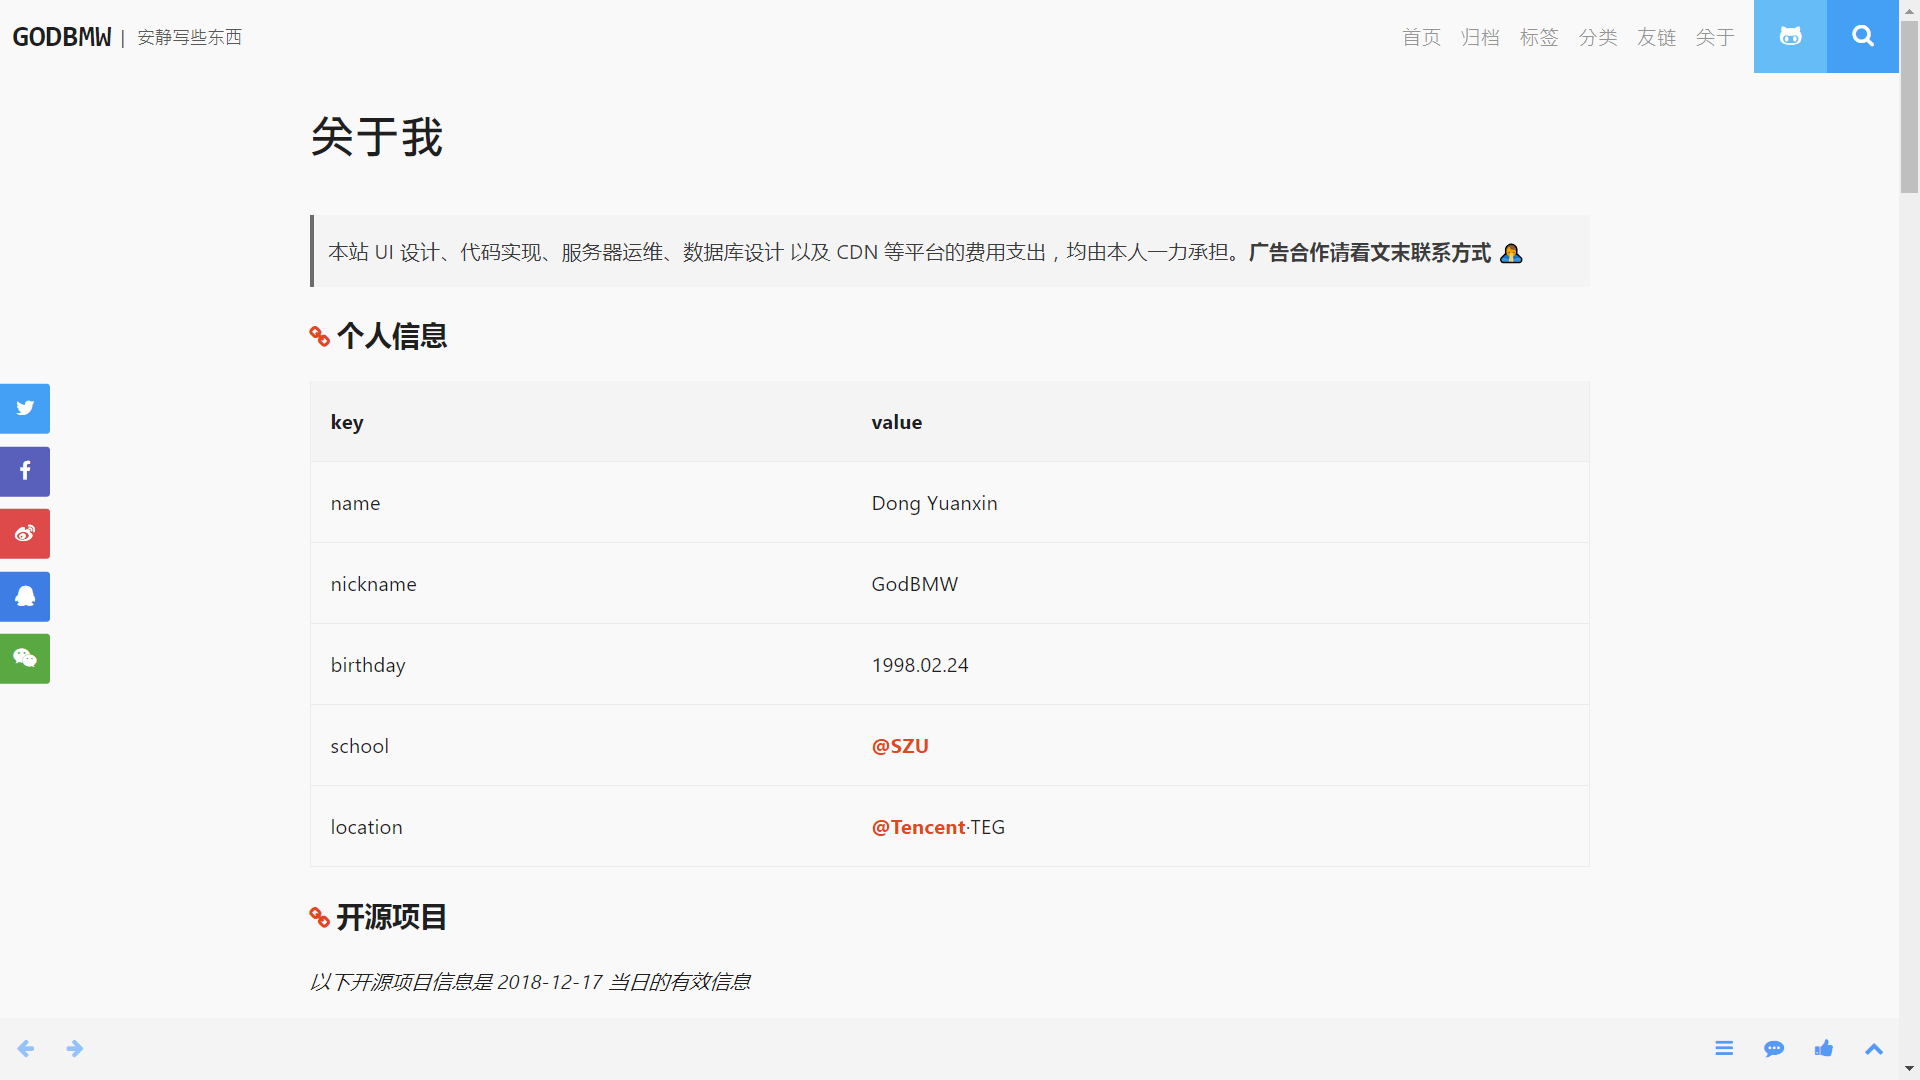 GODBMW | 安静写些东西
首页 归档 标签 分类 友链 关于
关于我
本站 UI 设计、代码实现、服务器运维、数据库设计 以及 CDN 等平台的费用支出，均由本人一力承担。广告合作请看文末联系方式
个人信息
key value
name Dong Yuanxin
nickname GodBMW
birthday 1998.02.24
school @SZU
location @Tencent·TEG
开源项目
以下开源项目信息是 2018-12-17 当日的有效信息